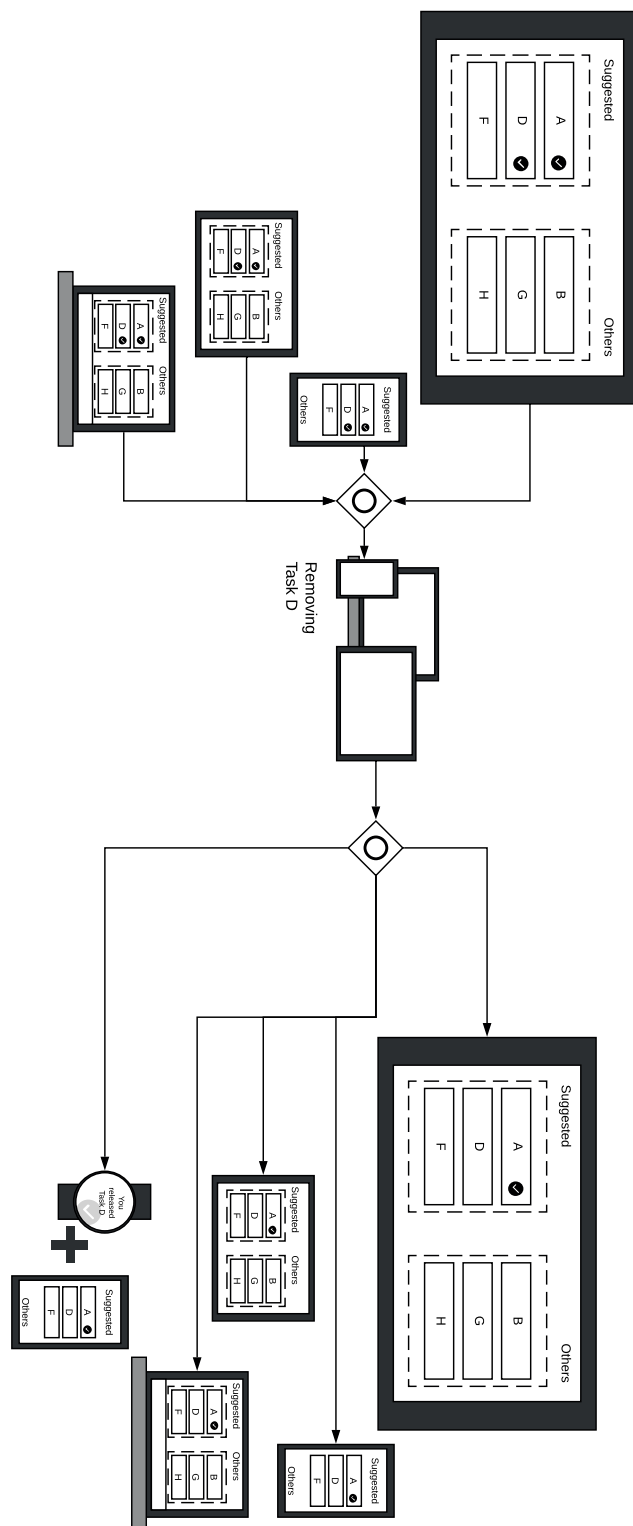 Suggested
A
D
F
Others
B
G
H
Suggested
A
D
F
Others
Suggested
A
D
F
Others
B
G
H
Suggested
A
D
F
Others
B
G
H
Removing
Task D
Suggested
A
D
F
Others
B
G
H
Suggested
A
D
F
Others
Suggested
A
D
F
Others
B
G
H
Suggested
A
D
F
Others
B
G
H
You
released
Task D
Suggested
A
D
F
Others